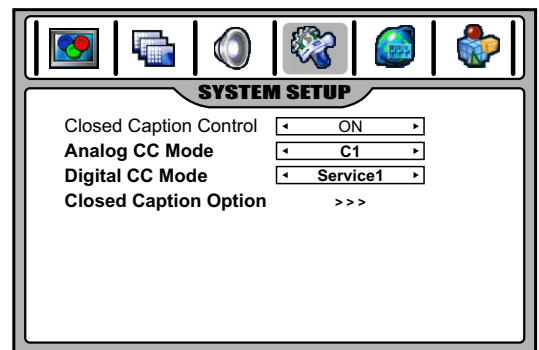 SYSTEM SETUP
Closed Caption Control ON
Analog CC Mode C1
Digital CC Mode Service1
Closed Caption Option >>>